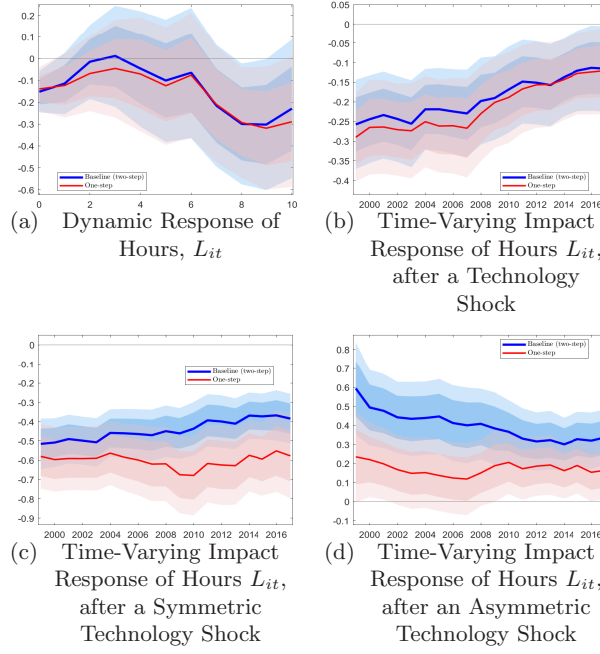 0.1
0
-0.1
-0.2
-0.3
-0.4
-0.5
-0.6
0 2 4 6 8 10
Baseline (two-step)
One-step
(a) Dynamic Response of
Hours, L_{it}
0.05
0
-0.05
-0.1
-0.15
-0.2
-0.25
-0.3
-0.35
-0.4
2000 2002 2004 2006 2008 2010 2012 2014 2016
Baseline (two-step)
One-step
(b) Time-Varying Impact
Response of Hours L_{it},
after a Technology
Shock
0
-0.1
-0.2
-0.3
-0.4
-0.5
-0.6
-0.7
-0.8
-0.9
2000 2002 2004 2006 2008 2010 2012 2014 2016
Baseline (two-step)
One-step
(c) Time-Varying Impact
Response of Hours L_{it},
after a Symmetric
Technology Shock
0.8
0.7
0.6
0.5
0.4
0.3
0.2
0.1
0
-0.1
2000 2002 2004 2006 2008 2010 2012 2014 2016
Baseline (two-step)
One-step
(d) Time-Varying Impact
Response of Hours L_{it},
after an Asymmetric
Technology Shock